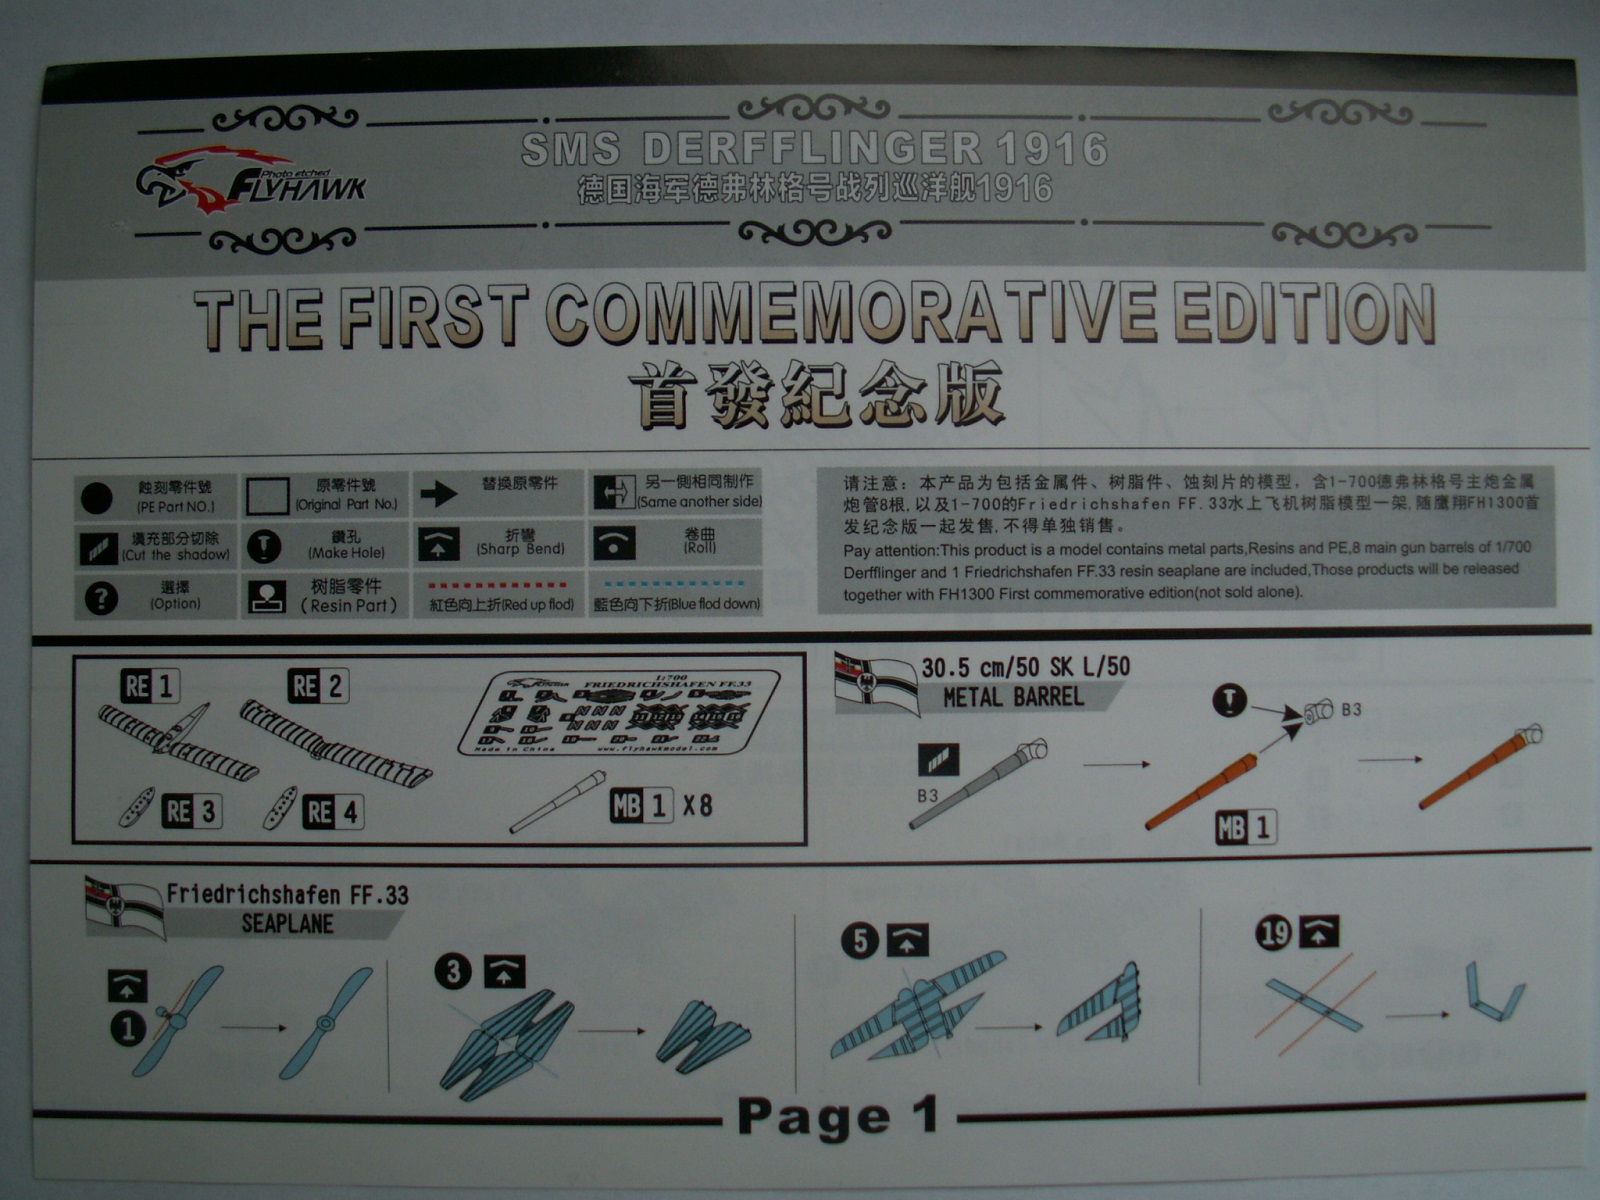 SMS DERFFLINGER 1916
Photo etched
FLYHAWK
德国海军德弗林格号战列巡洋舰1916
THE FIRST COMMEMORATIVE EDITION
首發紀念版
蝕刻零件號
(PE Part NO.)
原零件號
(Original Part No.)
替換原零件
另一側相同制作
(Same another side)
填充部分切除
(Cut the shadow)
鑽孔
(Make Hole)
折彎
(Sharp Bend)
卷曲
(Roll)
?
選擇
(Option)
树脂零件
(Resin Part)
紅色向上折(Red up flod)
藍色向下折(Blue flod down)
请注意：本产品为包括金属件、树脂件、蚀刻片的模型，含1-700德弗林格号主炮金属
炮管8根,以及1-700的Friedrichshafen FF.33水上飞机树脂模型一架,随鹰翔FH1300首
发纪念版一起发售,不得单独销售。
Pay attention:This product is a model contains metal parts,Resins and PE,8 main gun barrels of 1/700
Derfflinger and 1 Friedrichshafen FF.33 resin seaplane are included,Those products will be released
together with FH1300 First commemorative edition(not sold alone).
RE 1
RE 2
1:700
FRIEDRICHSHAFEN FF.33
Made in China
www.flyhawkmodel.com
RE 3
RE 4
MB 1 X8
30.5 cm/50 SK L/50
METAL BARREL
B3
B3
MB 1
Friedrichshafen FF.33
SEAPLANE
1
3
5
19
Page 1